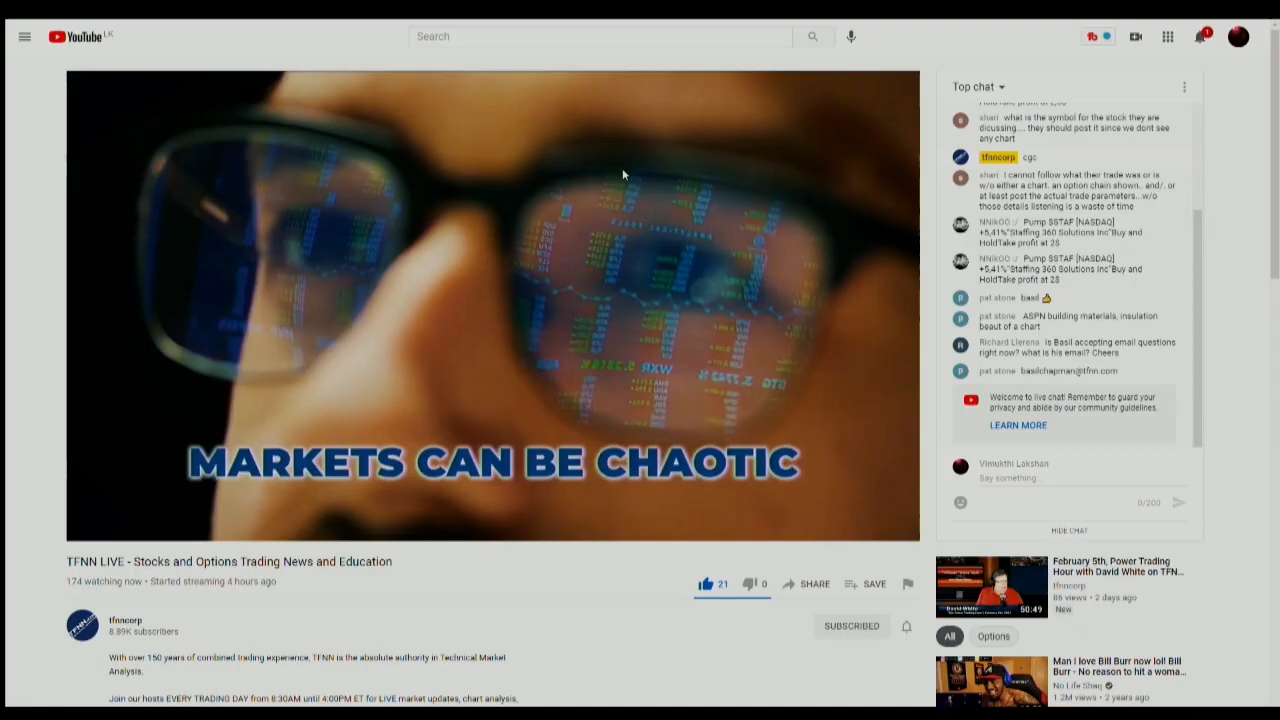 YouTube LK
Search
1
Top chat
shari what is the symbol for the stock they are
dicussing.... they should post it since we dont see
any chart
tfnncorp cgc
shari I cannot follow what their trade was or is
w/o either a chart. an option chain shown.. and/. or
at least post the actual trade parameters...w/o
those details listening is a waste of time
NNikOO :/ Pump $STAF [NASDAQ]
+5,41%"Staffing 360 Solutions Inc"Buy and
HoldTake profit at 2$
NNikOO :/ Pump $STAF [NASDAQ]
+5,41%"Staffing 360 Solutions Inc"Buy and
HoldTake profit at 2$
pat stone basil 👍
pat stone ASPN building materials, insulation
beaut of a chart
Richard Llerena is Basil accepting email questions
right now? what is his email? Cheers
pat stone basilchapman@tfnn.com
Welcome to live chat! Remember to guard your
privacy and abide by our community guidelines.
LEARN MORE
Vimukthi Lakshan
Say something...
0/200
HIDE CHAT
MARKETS CAN BE CHAOTIC
TFNN LIVE - Stocks and Options Trading News and Education
174 watching now • Started streaming 4 hours ago
21 0 SHARE SAVE
tfnncorp
8.89K subscribers
SUBSCRIBED
With over 150 years of combined trading experience, TFNN is the absolute authority in Technical Market
Analysis.
Join our hosts EVERY TRADING DAY from 8:30AM until 4:00PM ET for LIVE market updates, chart analysis,
February 5th, Power Trading
Hour with David White on TFN...
tfnncorp
86 views • 2 days ago
New
David White
50:49
All Options
Man i love Bill Burr now lol! Bill
Burr - No reason to hit a woma...
No Life Shaq
1.2M views • 2 years ago